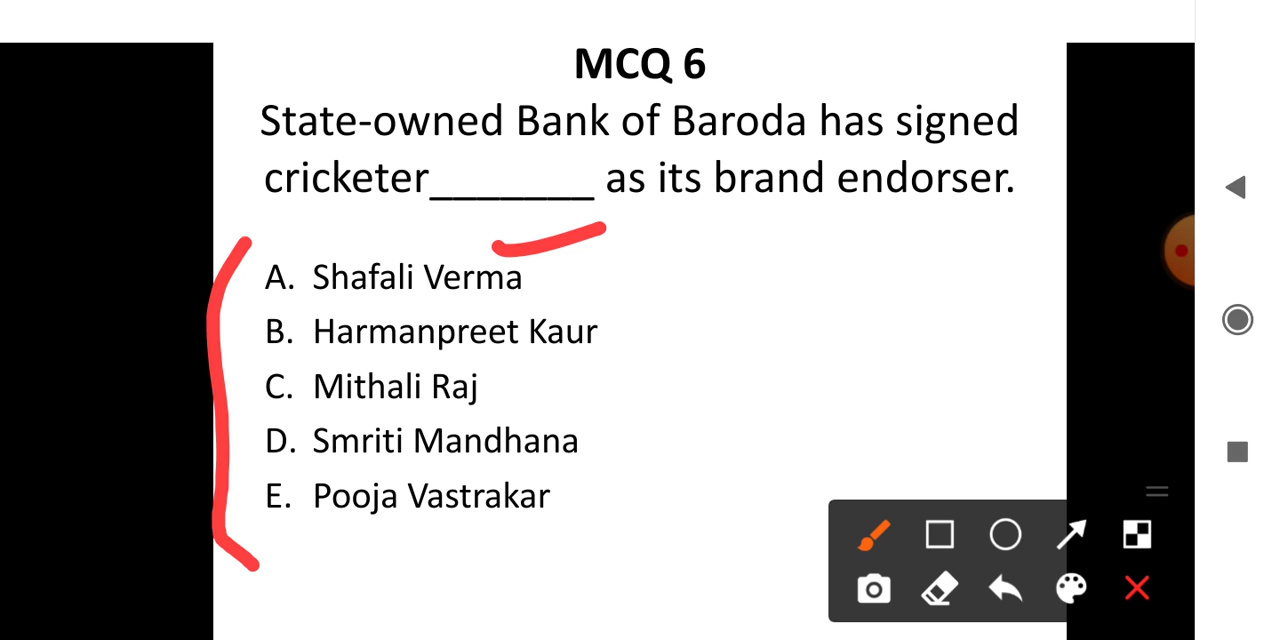 MCQ 6
State-owned Bank of Baroda has signed
cricketer_______ as its brand endorser.
A. Shafali Verma
B. Harmanpreet Kaur
C. Mithali Raj
D. Smriti Mandhana
E. Pooja Vastrakar